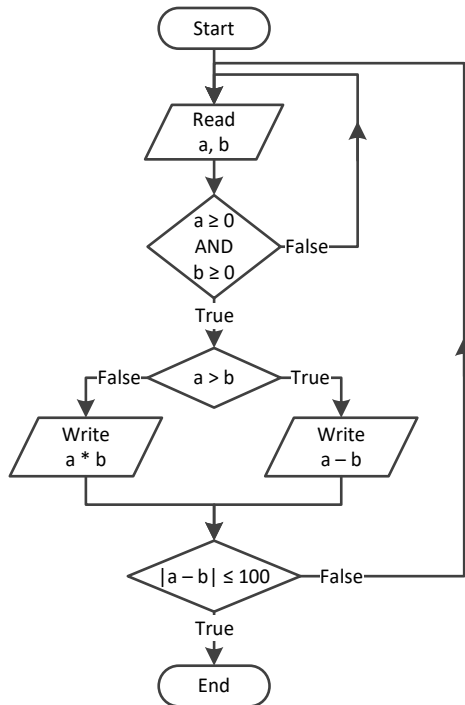 Start
Read
a, b
a ≥ 0
AND
b ≥ 0
False
True
False
a > b
True
Write
a * b
Write
a – b
|a – b| ≤ 100
False
True
End